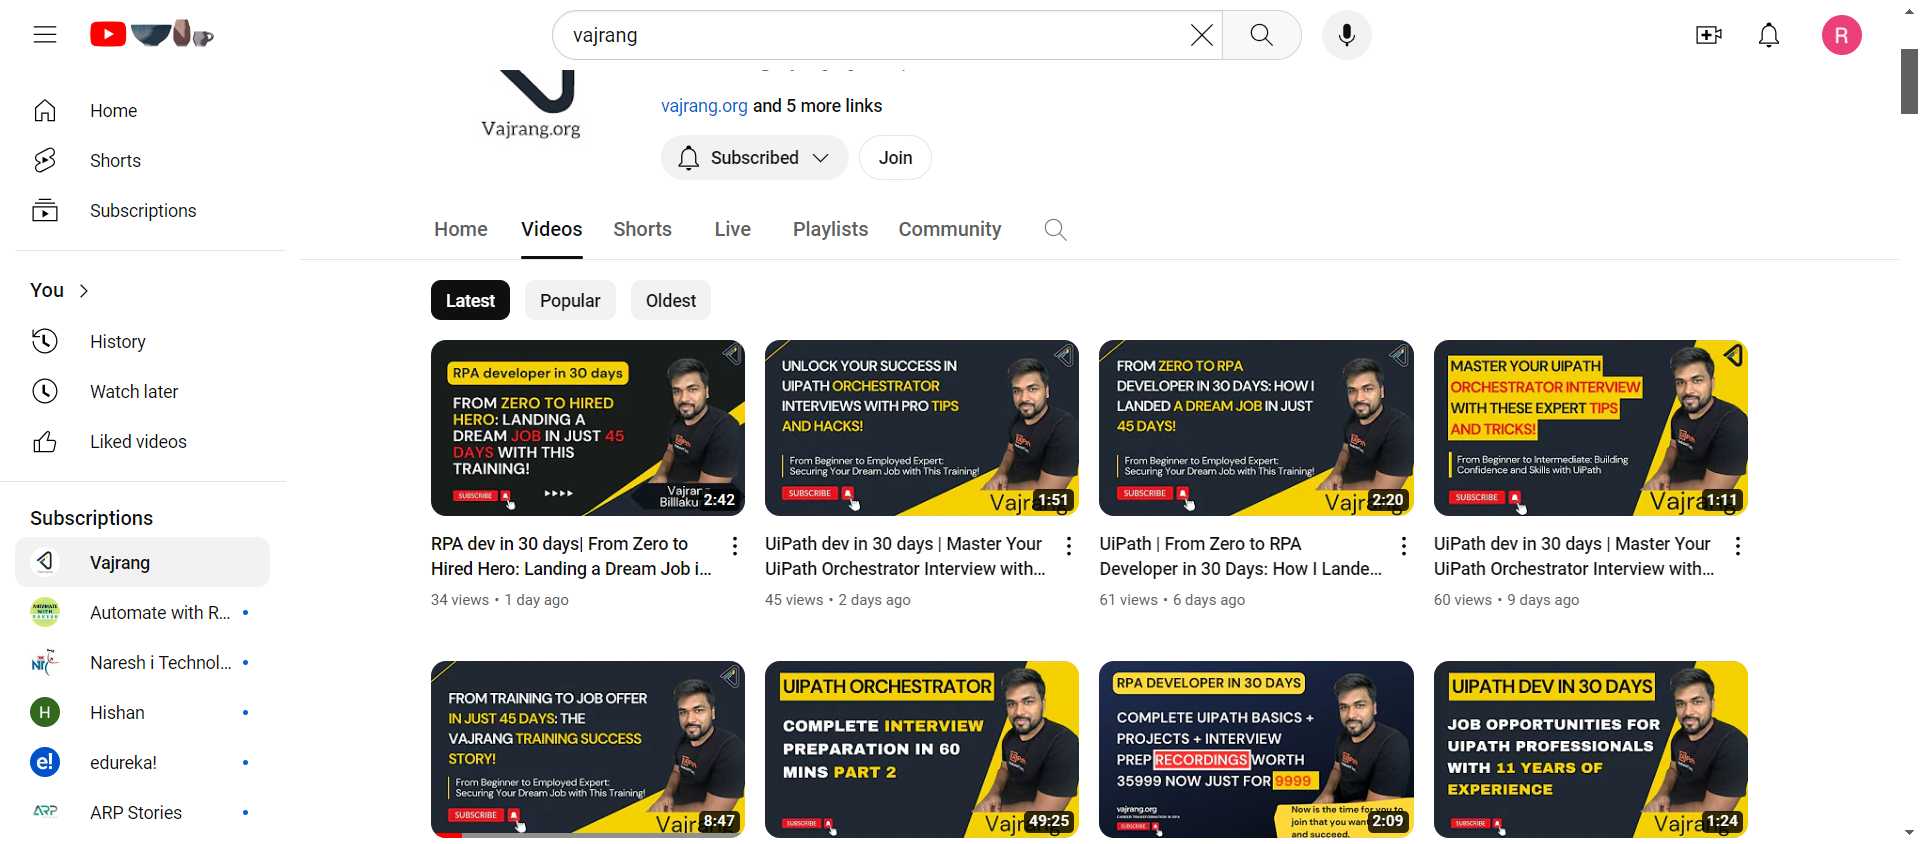 vajrang
R
Home
Shorts
Subscriptions
You
History
Watch later
Liked videos
Subscriptions
Vajrang
Automate with R...
Naresh i Technol...
H
Hishan
e!
edureka!
ARP
ARP Stories
Vajrang.org
vajrang.org and 5 more links
Subscribed
Join
Home
Videos
Shorts
Live
Playlists
Community
Latest
Popular
Oldest
RPA developer in 30 days
FROM ZERO TO HIRED
HERO: LANDING A
DREAM JOB IN JUST 45
DAYS WITH THIS
TRAINING!
SUBSCRIBE
Vajrang
Billaku
2:42
RPA dev in 30 days| From Zero to
Hired Hero: Landing a Dream Job i...
34 views • 1 day ago
UNLOCK YOUR SUCCESS IN
UIPATH ORCHESTRATOR
INTERVIEWS WITH PRO TIPS
AND HACKS!
From Beginner to Employed Expert:
Securing Your Dream Job with This Training!
SUBSCRIBE
Vajrang
1:51
UiPath dev in 30 days | Master Your
UiPath Orchestrator Interview with...
45 views • 2 days ago
FROM ZERO TO RPA
DEVELOPER IN 30 DAYS: HOW I
LANDED A DREAM JOB IN JUST
45 DAYS!
From Beginner to Employed Expert:
Securing Your Dream Job with This Training!
SUBSCRIBE
Vajrang
2:20
UiPath | From Zero to RPA
Developer in 30 Days: How I Lande...
61 views • 6 days ago
MASTER YOUR UIPATH
ORCHESTRATOR INTERVIEW
WITH THESE EXPERT TIPS
AND TRICKS!
From Beginner to Intermediate: Building
Confidence and Skills with UiPath
SUBSCRIBE
Vajrang
1:11
UiPath dev in 30 days | Master Your
UiPath Orchestrator Interview with...
60 views • 9 days ago
FROM TRAINING TO JOB OFFER
IN JUST 45 DAYS: THE
VAJRANG TRAINING SUCCESS
STORY!
From Beginner to Employed Expert:
Securing Your Dream Job with This Training!
SUBSCRIBE
Vajrang
8:47
UIPATH ORCHESTRATOR
COMPLETE INTERVIEW
PREPARATION IN 60
MINS PART 2
SUBSCRIBE
Vajrang
49:25
RPA DEVELOPER IN 30 DAYS
COMPLETE UIPATH BASICS +
PROJECTS + INTERVIEW
PREP RECORDINGS WORTH
35999 NOW JUST FOR 9999
vajrang.org
SUBSCRIBE
Now is the time for you to
join that you want
and succeed.
2:09
UIPATH DEV IN 30 DAYS
JOB OPPORTUNITIES FOR
UIPATH PROFESSIONALS
WITH 11 YEARS OF
EXPERIENCE
SUBSCRIBE
Vajrang
1:24